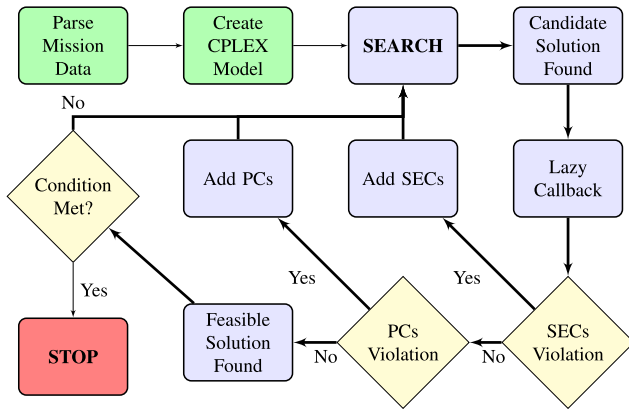 Parse
Mission
Data
Create
CPLEX
Model
SEARCH
Candidate
Solution
Found
No
Condition
Met?
Add PCs
Add SECs
Lazy
Callback
Yes
Yes
Yes
STOP
Feasible
Solution
Found
No
PCs
Violation
No
SECs
Violation